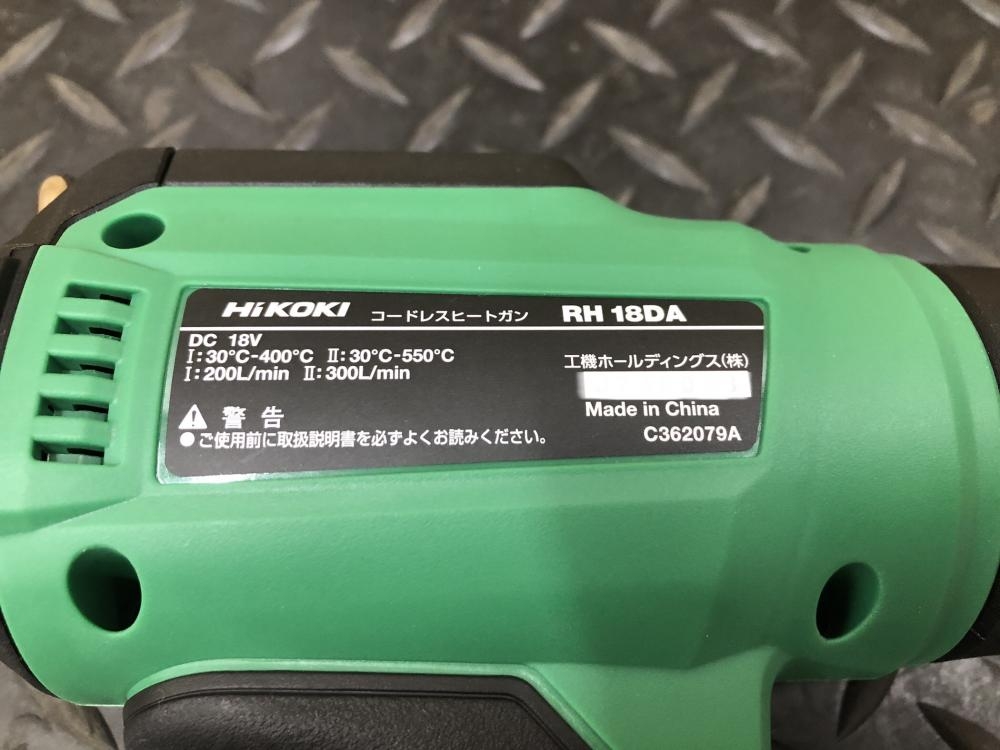 HiKOKI コードレスヒートガン RH 18DA
DC 18V
Ⅰ:30°C-400°C Ⅱ:30°C-550°C
Ⅰ:200L/min Ⅱ:300L/min
工機ホールディングス(株)
Made in China
C362079A
警告
●ご使用前に取扱説明書を必ずよくお読みください。